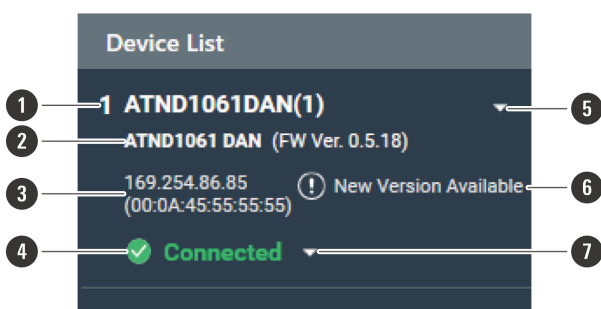 Device List
1 1 ATND1061DAN(1) 5
2 ATND1061 DAN (FW Ver. 0.5.18)
3 169.254.86.85 New Version Available 6
(00:0A:45:55:55:55)
4 Connected 7